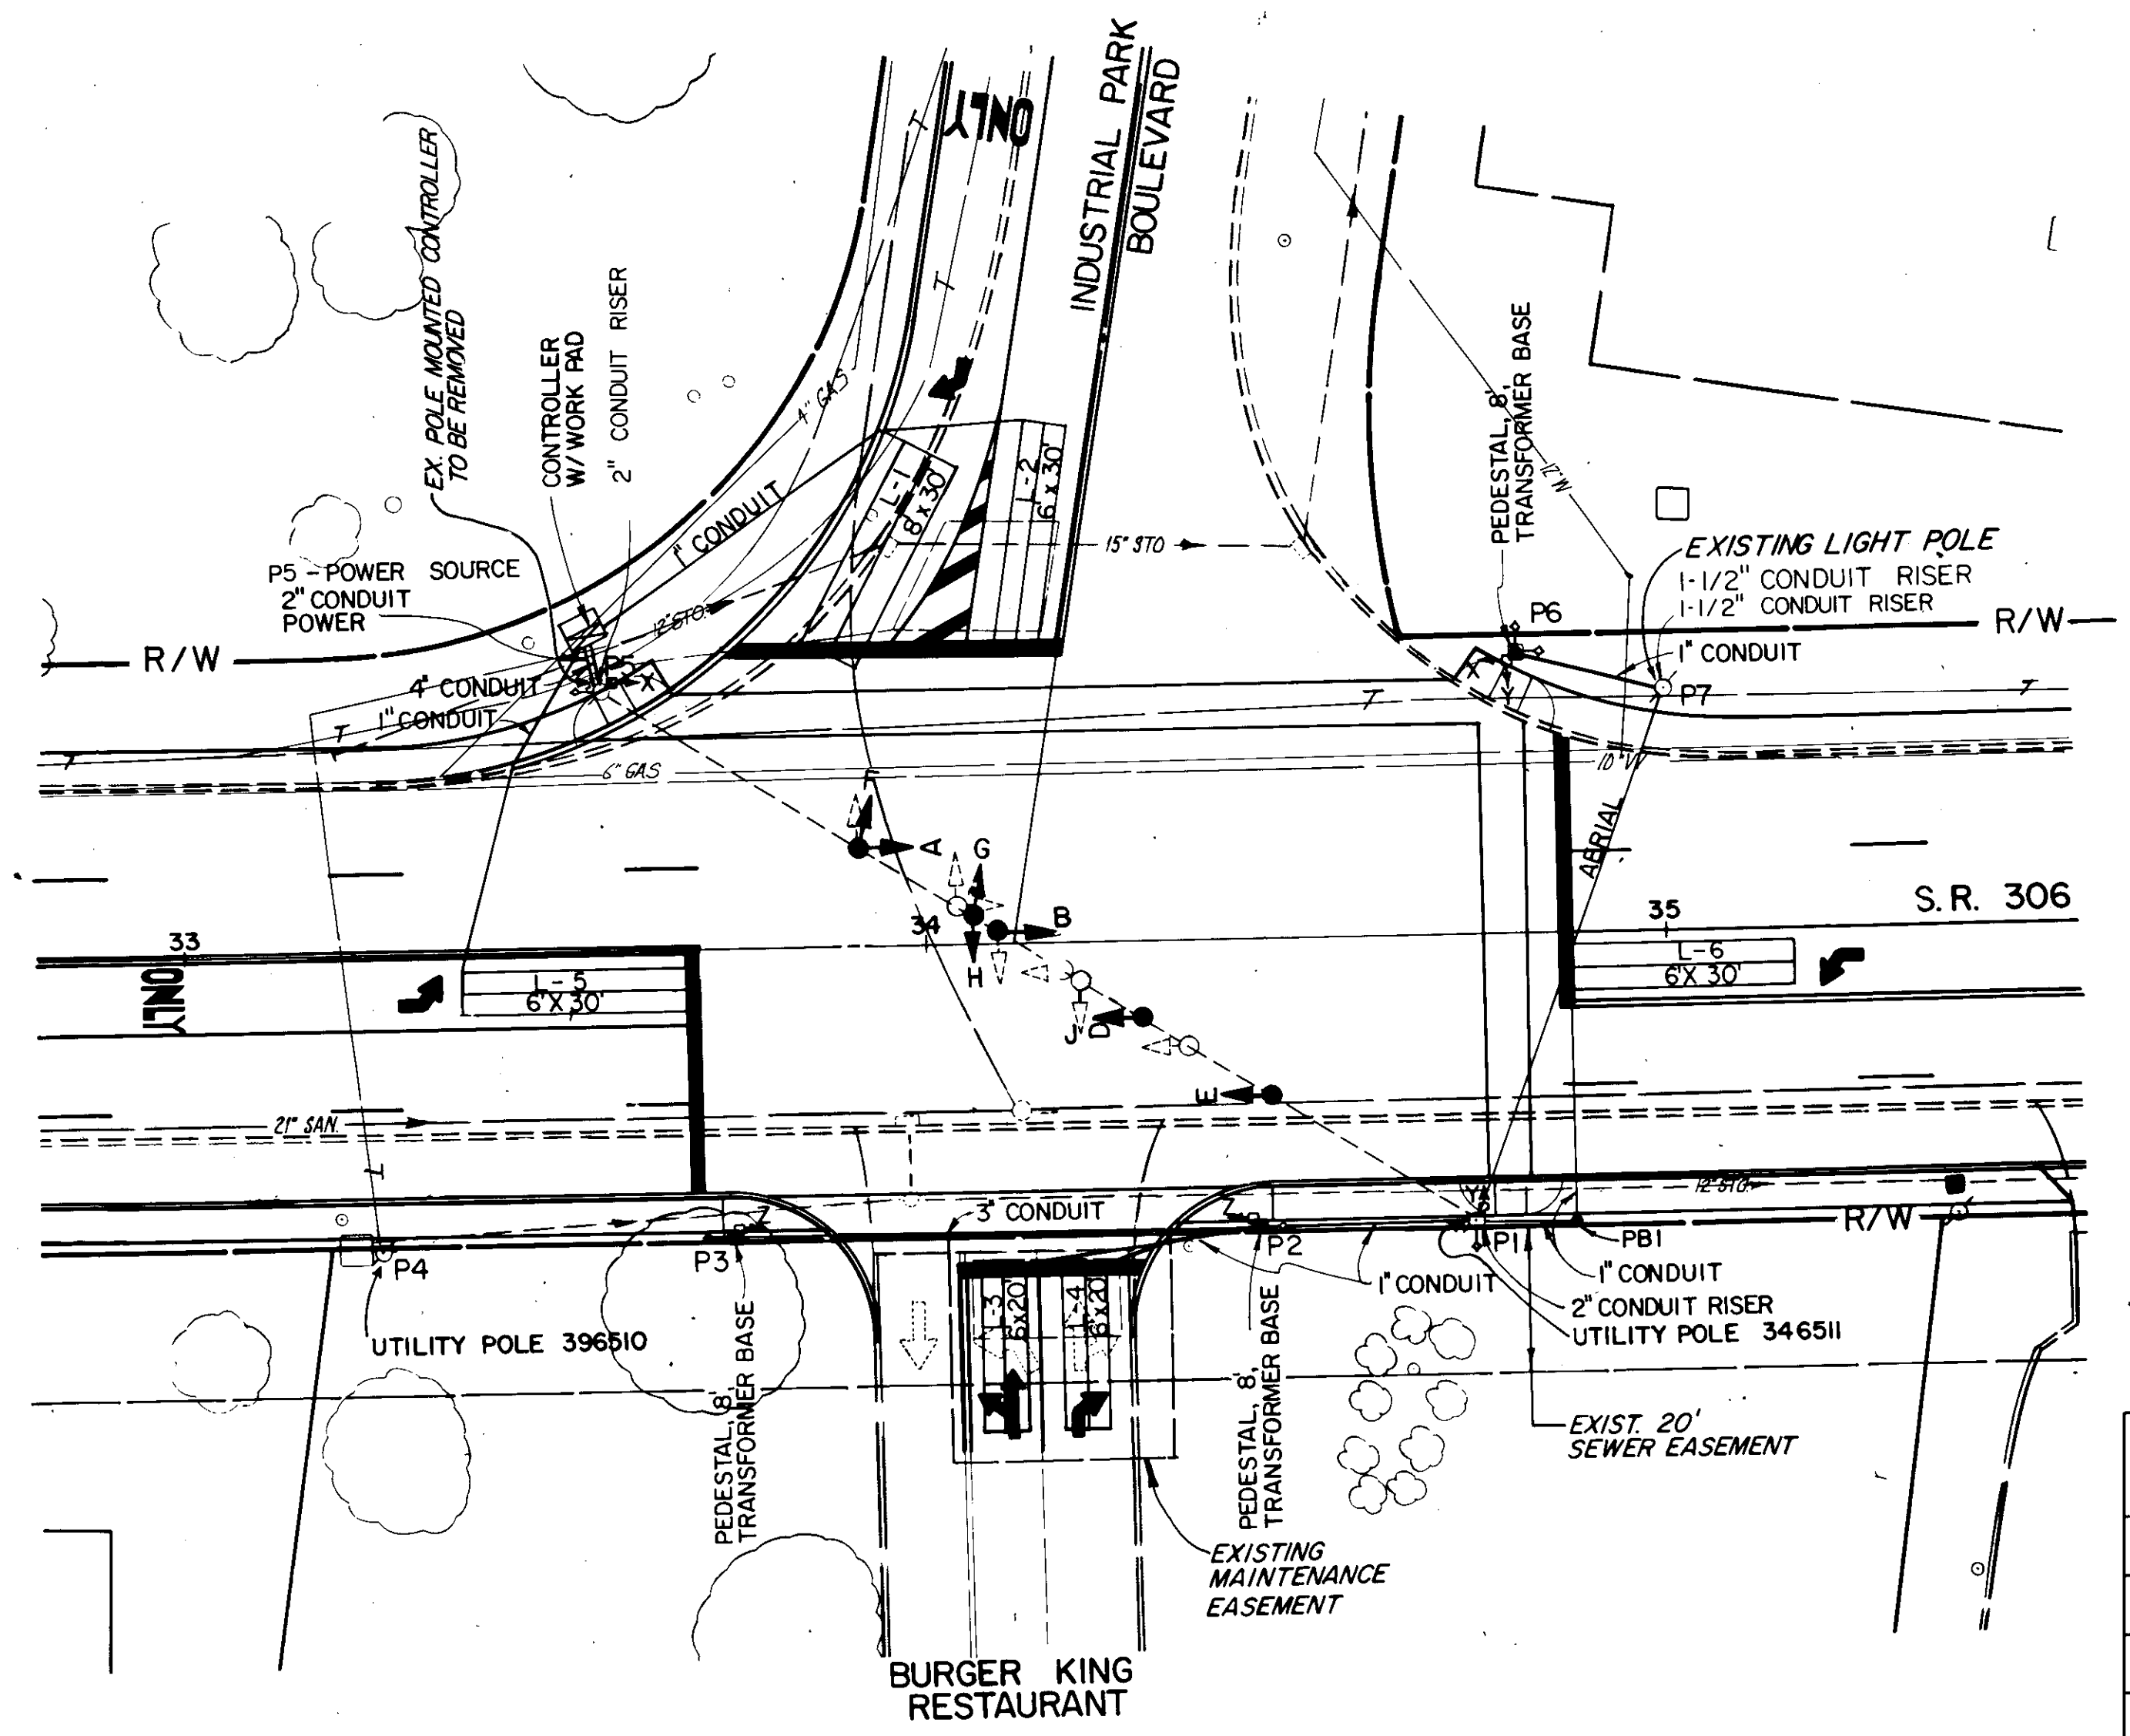 INDUSTRIAL PARK
BOULEVARD
ONLY
EX. POLE MOUNTED CONTROLLER
TO BE REMOVED
CONTROLLER
W/ WORK PAD
2" CONDUIT RISER
4" GAS
1" CONDUIT
L-1
8 x 30'
L-2
6' x 30'
15" STO
PEDESTAL, 8'
TRANSFORMER BASE
12" W
EXISTING LIGHT POLE
1-1/2" CONDUIT RISER
1-1/2" CONDUIT RISER
P5 - POWER SOURCE
2" CONDUIT
POWER
12" STO.
P6
R/W
R/W
1" CONDUIT
P5
X
X
Y
4" CONDUIT
P7
1" CONDUIT
T
T
T
T
T
T
6" GAS
10" W
F
A
G
AERIAL
B
S.R. 306
33
34
35
H
ONLY
L-5
6'X 30'
L-6
6'X 30'
J
D
E
21" SAN.
T
12" STO.
Z
3" CONDUIT
Z
Y
R/W
P4
P3
P2
P1
PB1
1" CONDUIT
1" CONDUIT
2" CONDUIT RISER
UTILITY POLE 346511
UTILITY POLE 396510
L-3
6'x20'
L-4
6'x20'
PEDESTAL, 8',
TRANSFORMER BASE
PEDESTAL, 8',
TRANSFORMER BASE
EXIST. 20'
SEWER EASEMENT
EXISTING
MAINTENANCE
EASEMENT
BURGER KING
RESTAURANT